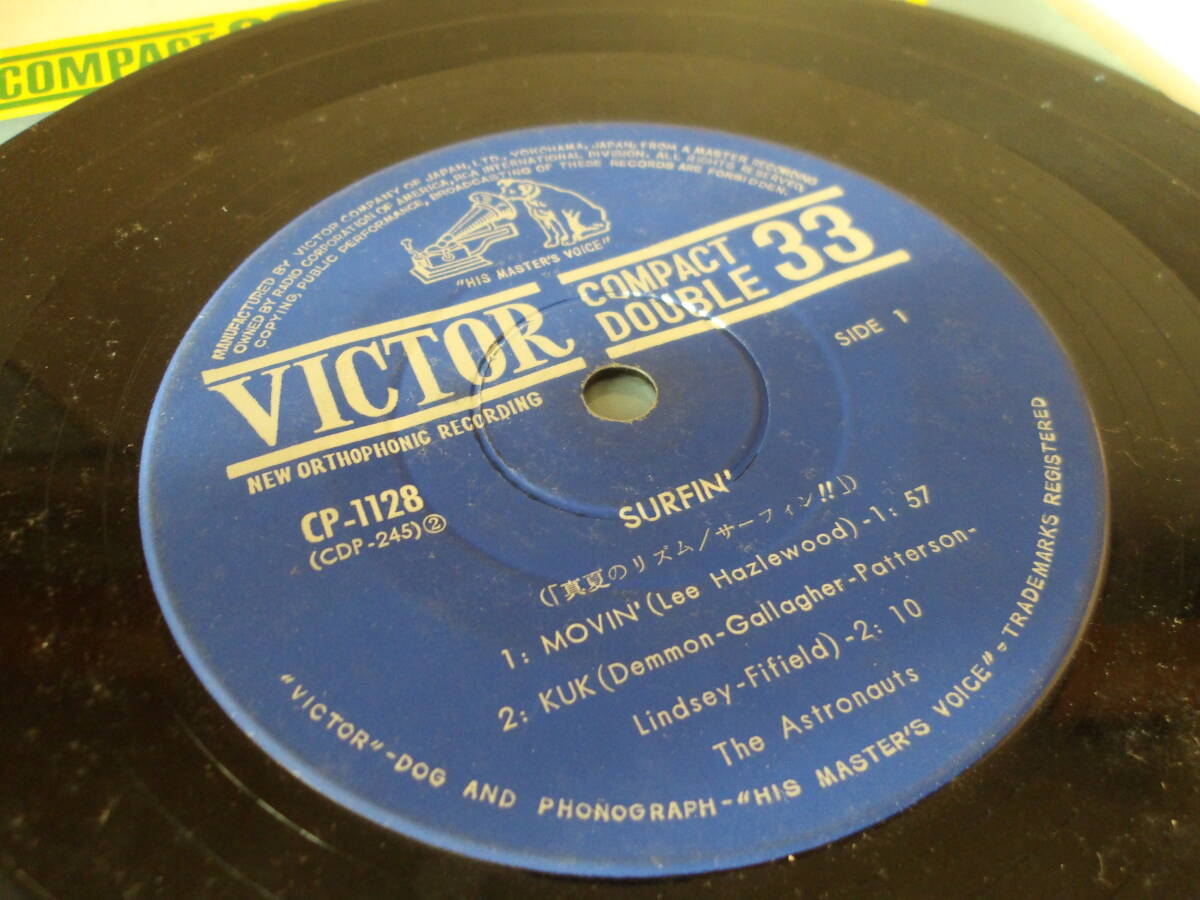 COMPACT
MANUFACTURED BY VICTOR COMPANY OF JAPAN, LTD., YOKOHAMA, JAPAN, FROM A MASTER RECORDING
OWNED BY RADIO CORPORATION OF AMERICA, RCA INTERNATIONAL DIVISION. ALL RIGHTS RESERVED.
COPYING, PUBLIC PERFORMANCE, BROADCASTING OF THESE RECORDS ARE FORBIDDEN.
"HIS MASTER'S VOICE"
VICTOR
COMPACT
DOUBLE 33
NEW ORTHOPHONIC RECORDING
SIDE 1
CP-1128
(CDP-245)②
SURFIN'
(「真夏のリズム/サーフィン!!」)
1: MOVIN' (Lee Hazlewood)-1: 57
2: KUK (Demmon-Gallagher-Patterson-
Lindsey-Fifield)-2: 10
The Astronauts
"VICTOR"-DOG AND PHONOGRAPH-"HIS MASTER'S VOICE"-TRADEMARKS REGISTERED